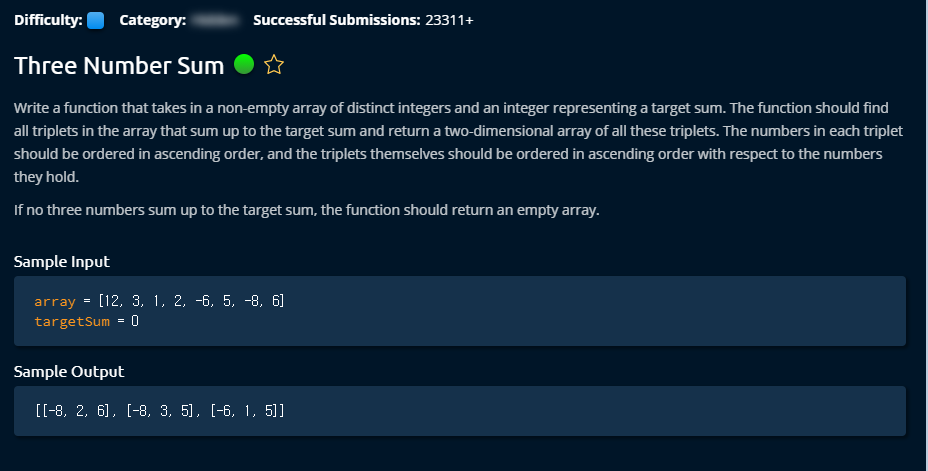 Difficulty: Category: Successful Submissions: 23311+
Three Number Sum
Write a function that takes in a non-empty array of distinct integers and an integer representing a target sum. The function should find
all triplets in the array that sum up to the target sum and return a two-dimensional array of all these triplets. The numbers in each triplet
should be ordered in ascending order, and the triplets themselves should be ordered in ascending order with respect to the numbers
they hold.
If no three numbers sum up to the target sum, the function should return an empty array.
Sample Input
array = [12, 3, 1, 2, -6, 5, -8, 6]
targetSum = 0
Sample Output
[[-8, 2, 6], [-8, 3, 5], [-6, 1, 5]]